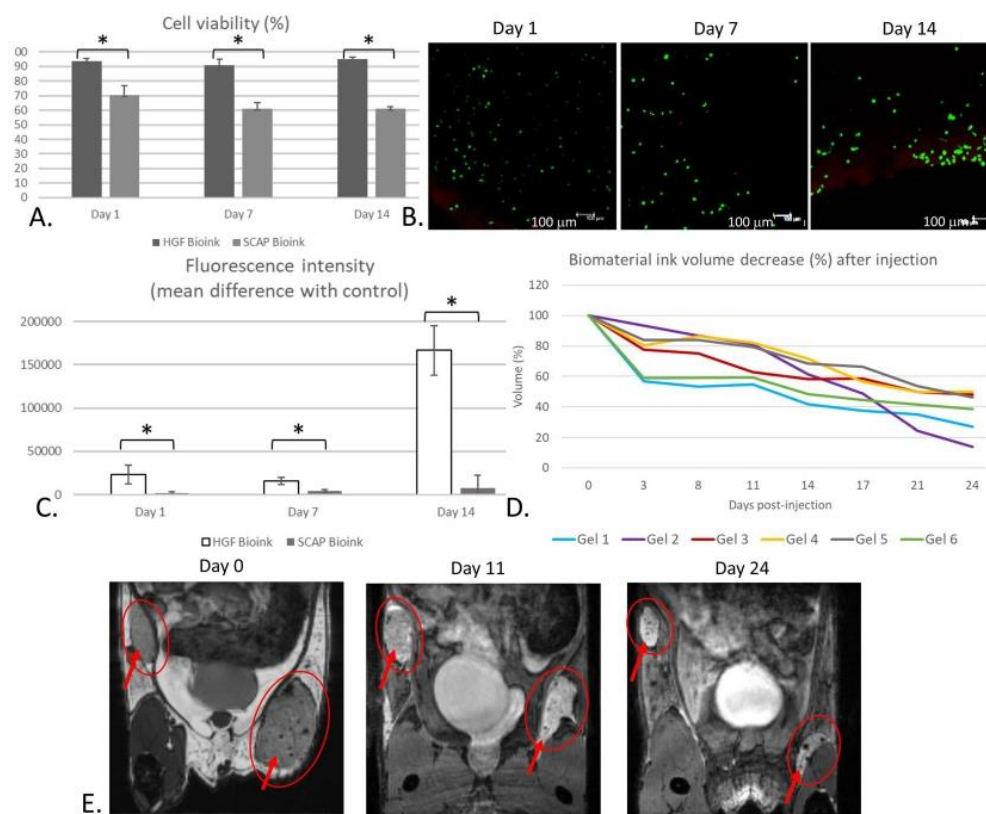 A.
Cell viability (%)
00
90
80
70
60
50
40
30
20
10
0
*
*
*
Day 1
Day 7
Day 14
HGF Bioink
SCAP Bioink
B.
Day 1
Day 7
Day 14
100 µm
100 µm
100 µm
C.
Fluorescence intensity
(mean difference with control)
200000
150000
100000
50000
0
*
*
*
Day 1
Day 7
Day 14
HGF Bioink
SCAP Bioink
D.
Biomaterial ink volume decrease (%) after injection
Volume (%)
120
100
80
60
40
20
0
0 3 8 11 14 17 21 24
Days post-injection
Gel 1
Gel 2
Gel 3
Gel 4
Gel 5
Gel 6
E.
Day 0
Day 11
Day 24